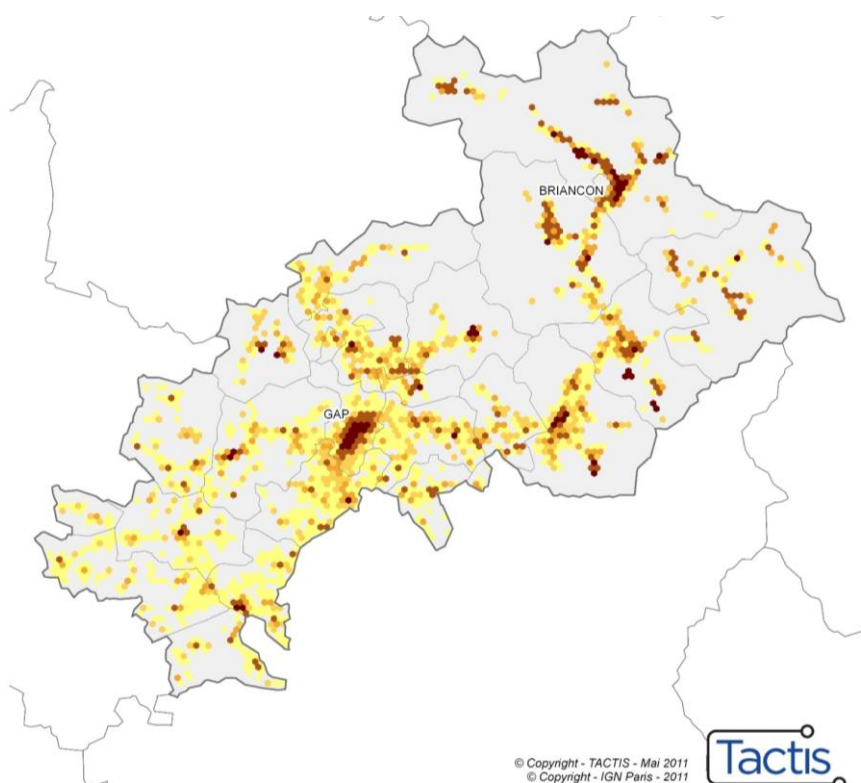 BRIANCON
GAP
© Copyright - TACTIS - Mai 2011
© Copyright - IGN Paris - 2011
Tactis